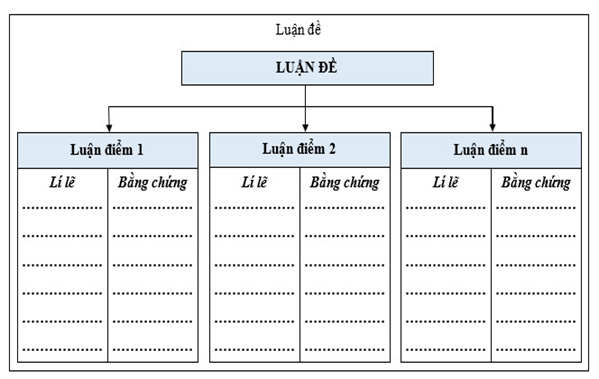 Luận đề
LUẬN ĐỀ
Luận điểm 1
Luận điểm 2
Luận điểm n
Lí lẽ
Bằng chứng
Lí lẽ
Bằng chứng
Lí lẽ
Bằng chứng